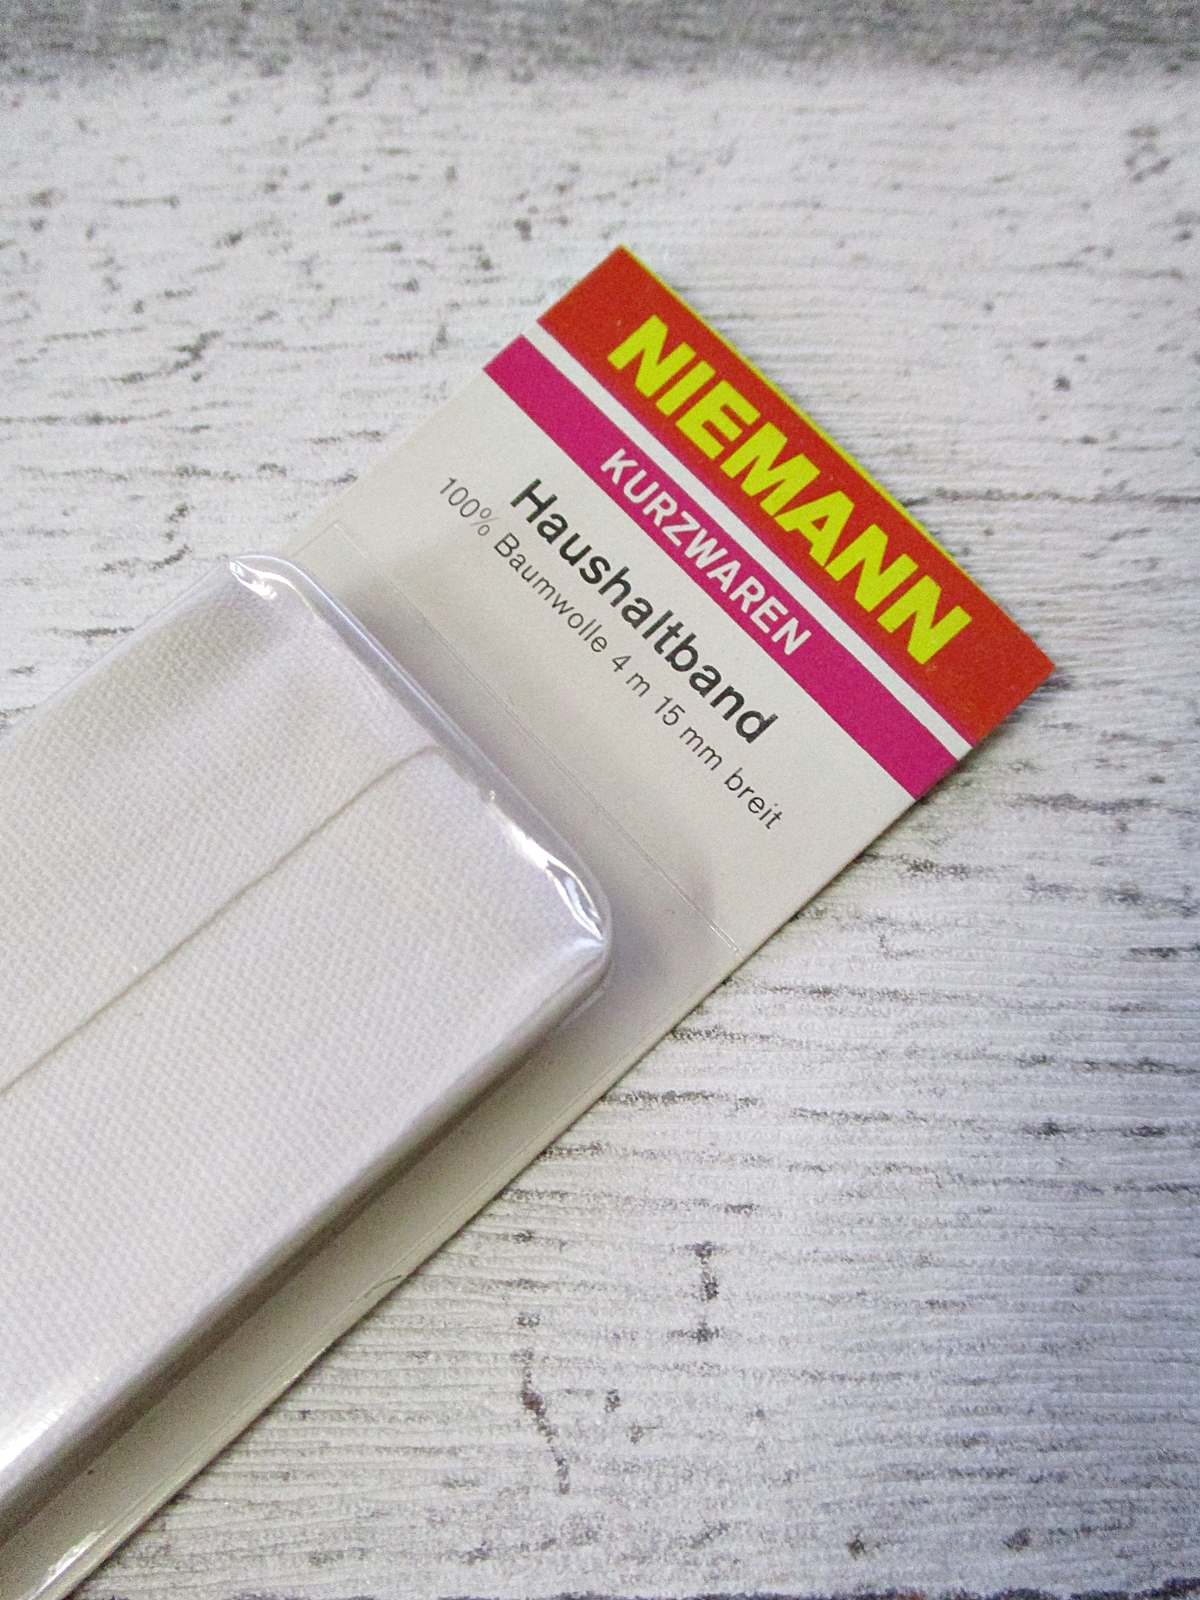 NIEMANN
KURZWAREN
Haushaltband
100% Baumwolle 4 m 15 mm breit